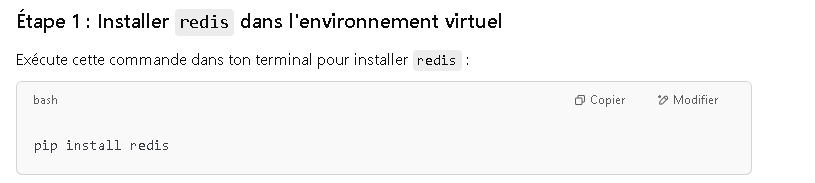 Étape 1 : Installer redis dans l'environnement virtuel
Exécute cette commande dans ton terminal pour installer redis :
bash Copier Modifier
pip install redis